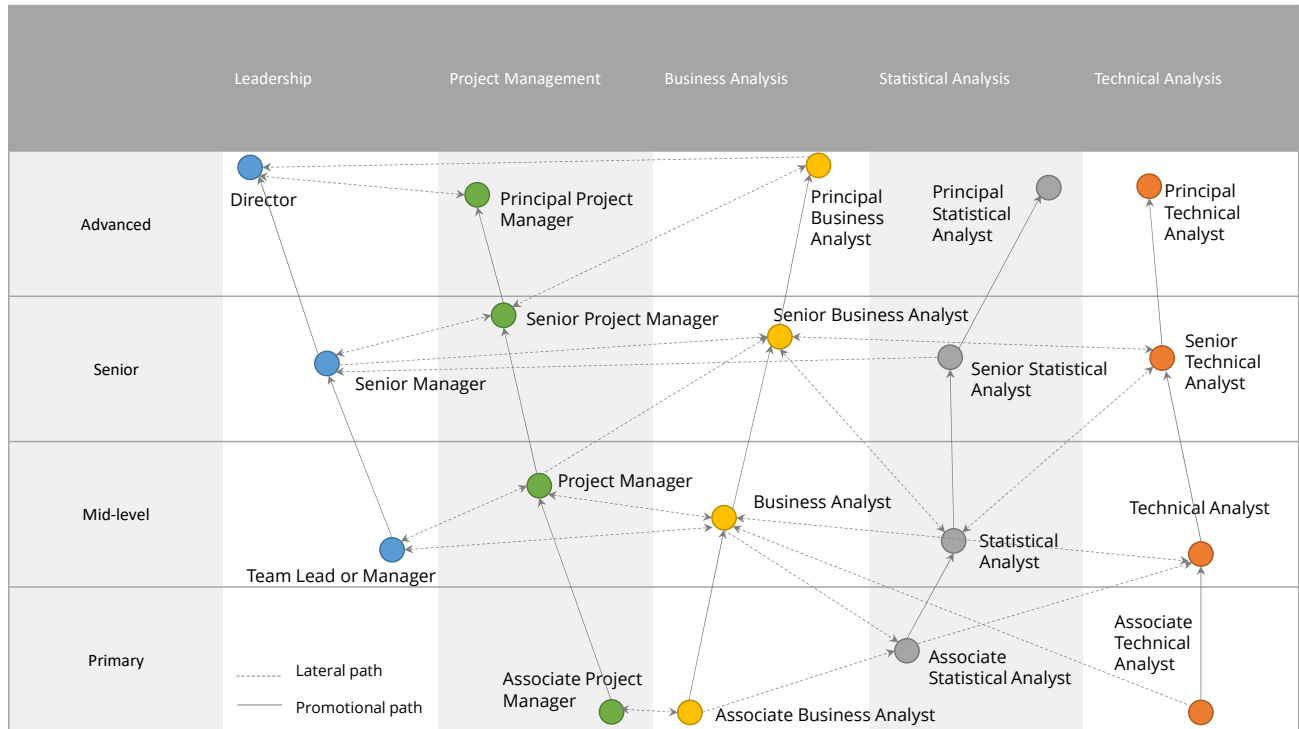 Leadership
Project Management
Business Analysis
Statistical Analysis
Technical Analysis
Advanced
Director
Principal Project
Manager
Principal
Business
Analyst
Principal
Statistical
Analyst
Principal
Technical
Analyst
Senior
Senior Manager
Senior Project Manager
Senior Business Analyst
Senior Statistical
Analyst
Senior
Technical
Analyst
Mid-level
Team Lead or Manager
Project Manager
Business Analyst
Statistical
Analyst
Technical Analyst
Primary
Lateral path
Promotional path
Associate Project
Manager
Associate Business Analyst
Associate
Statistical Analyst
Associate
Technical
Analyst